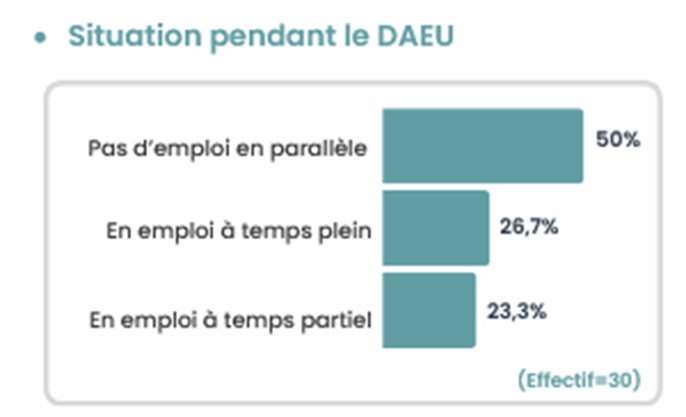 • Situation pendant le DAEU
Pas d’emploi en parallèle 50%
En emploi à temps plein 26,7%
En emploi à temps partiel 23,3%
(Effectif=30)